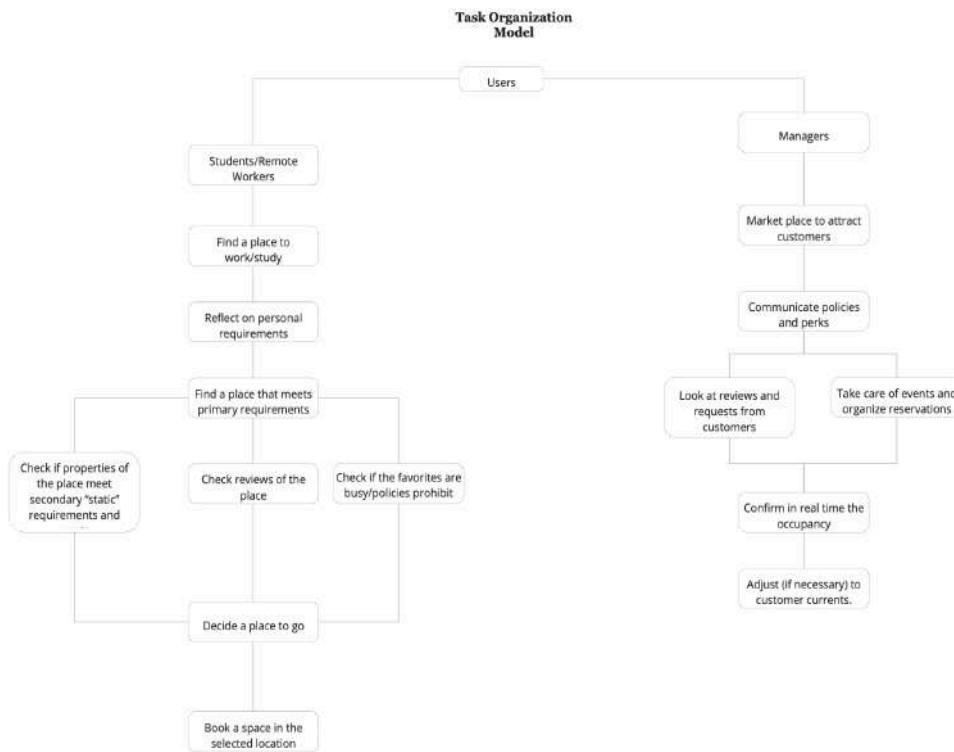 Task Organization
Model
Users
Students/Remote
Workers
Find a place to
work/study
Reflect on personal
requirements
Find a place that meets
primary requirements
Check if properties of
the place meet
secondary “static”
requirements and
Check reviews of the
place
Check if the favorites are
busy/policies prohibit
Decide a place to go
Book a space in the
selected location
Managers
Market place to attract
customers
Communicate policies
and perks
Look at reviews and
requests from
customers
Take care of events and
organize reservations
Confirm in real time the
occupancy
Adjust (if necessary) to
customer currents.